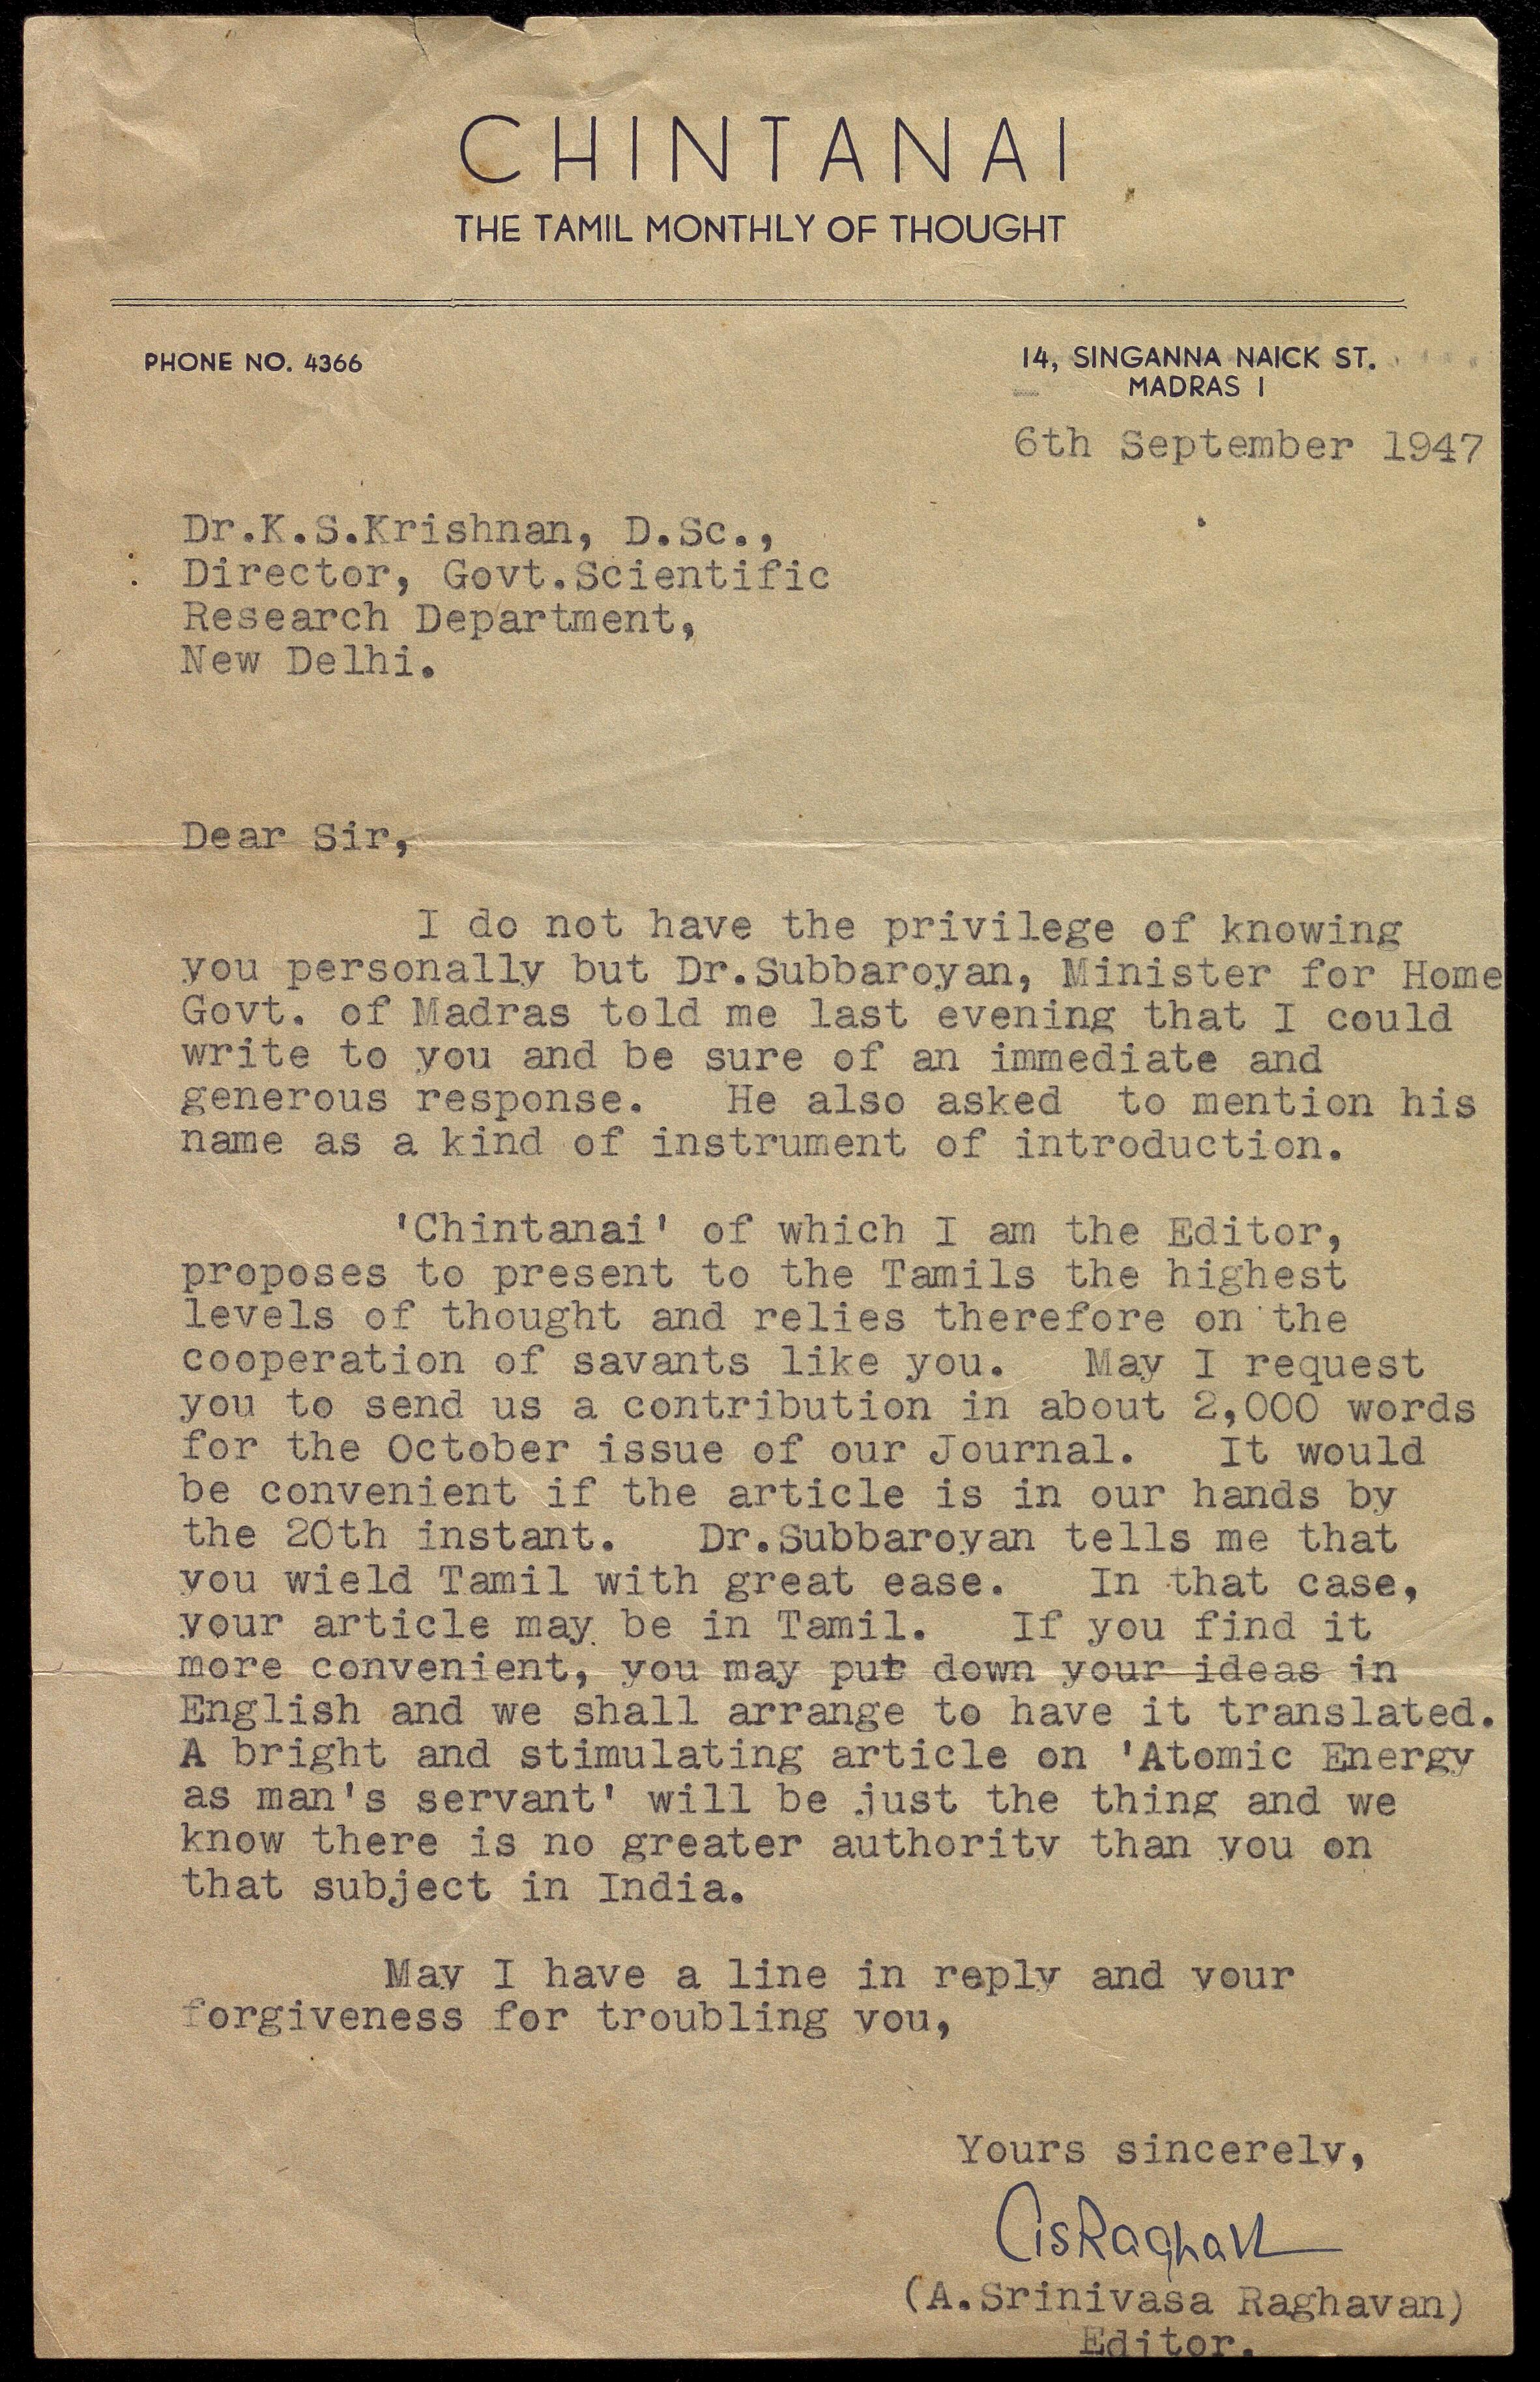 CHINTANAI
THE TAMIL MONTHLY OF THOUGHT
PHONE NO. 4366
14, SINGANNA NAICK ST.
MADRAS 1
6th September 1947
Dr.K.S.Krishnan, D.Sc.,
Director, Govt.Scientific
Research Department,
New Delhi.
Dear Sir,
I do not have the privilege of knowing
you personally but Dr.Subbaroyan, Minister for Home
Govt. of Madras told me last evening that I could
write to you and be sure of an immediate and
generous response. He also asked to mention his
name as a kind of instrument of introduction.
'Chintanai' of which I am the Editor,
proposes to present to the Tamils the highest
levels of thought and relies therefore on the
cooperation of savants like you. May I request
you to send us a contribution in about 2,000 words
for the October issue of our Journal. It would
be convenient if the article is in our hands by
the 20th instant. Dr.Subbaroyan tells me that
you wield Tamil with great ease. In that case,
your article may be in Tamil. If you find it
more convenient, you may put down your ideas in
English and we shall arrange to have it translated.
A bright and stimulating article on 'Atomic Energy
as man's servant' will be just the thing and we
know there is no greater authority than you on
that subject in India.
May I have a line in reply and your
forgiveness for troubling you,
Yours sincerely,
(A.Srinivasa Raghavan)
Editor.